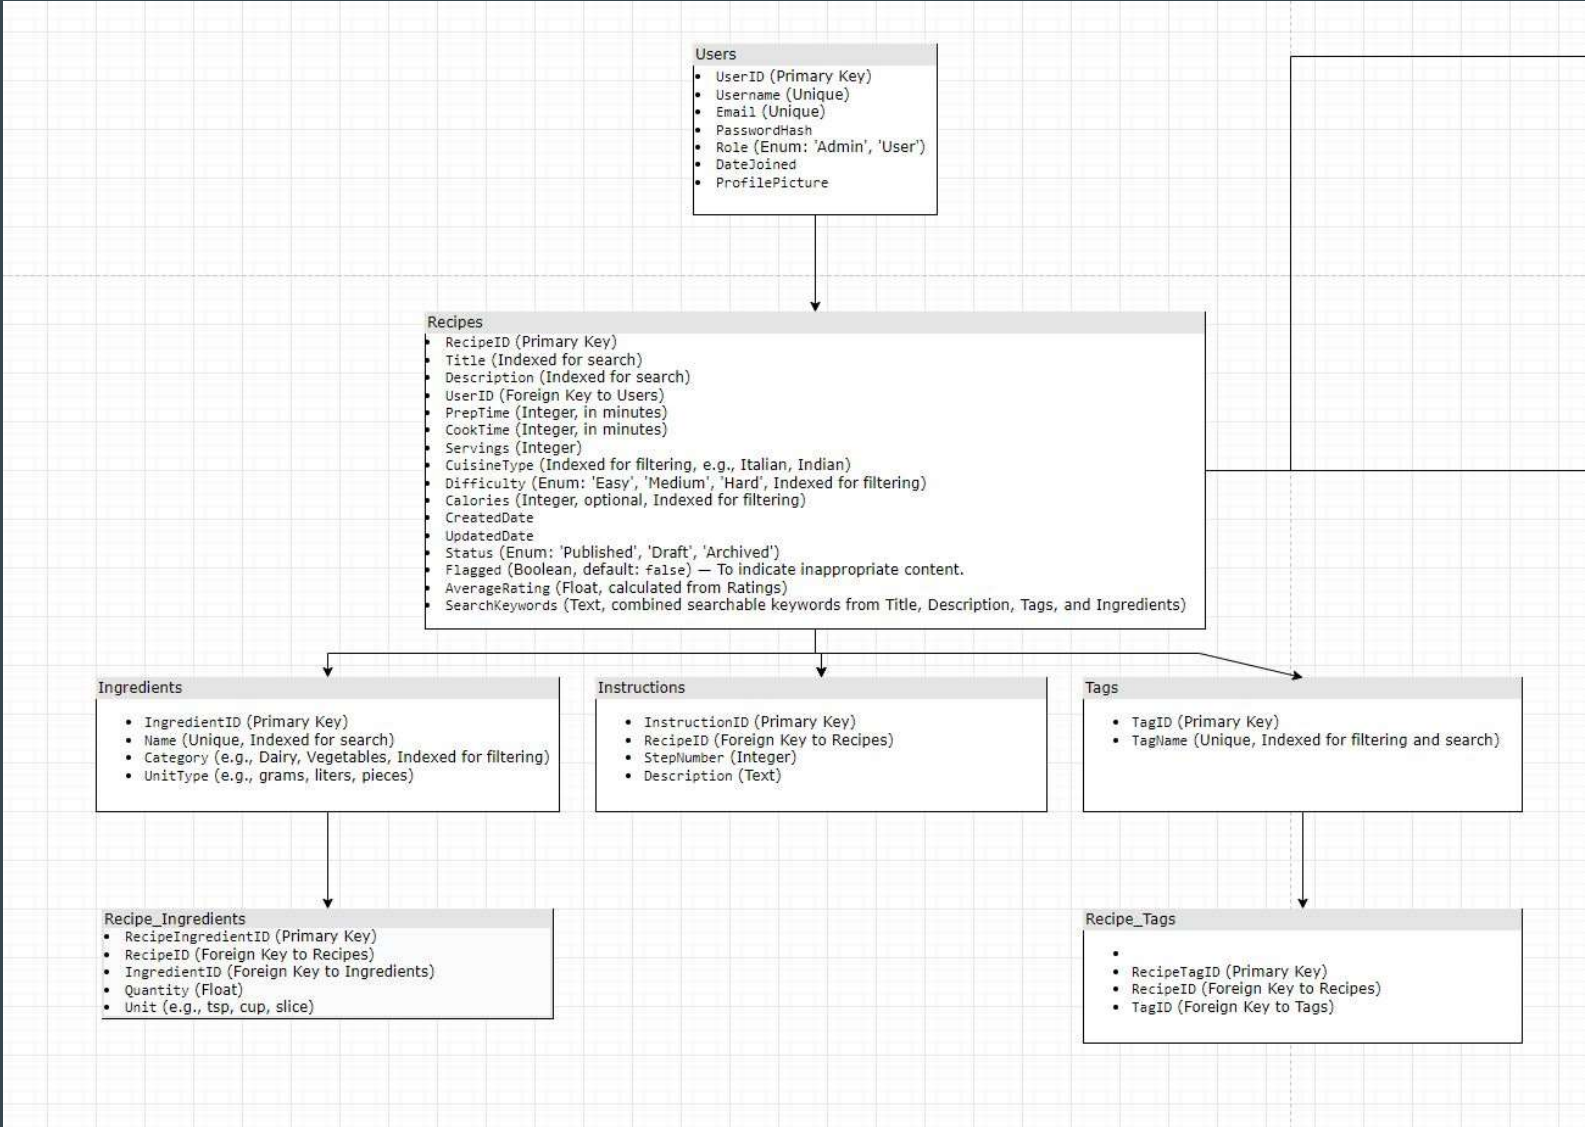 Users
UserID (Primary Key)
Username (Unique)
Email (Unique)
PasswordHash
Role (Enum: 'Admin', 'User')
DateJoined
ProfilePicture
Recipes
RecipeID (Primary Key)
Title (Indexed for search)
Description (Indexed for search)
UserID (Foreign Key to Users)
PrepTime (Integer, in minutes)
CookTime (Integer, in minutes)
Servings (Integer)
CuisineType (Indexed for filtering, e.g., Italian, Indian)
Difficulty (Enum: 'Easy', 'Medium', 'Hard', Indexed for filtering)
Calories (Integer, optional, Indexed for filtering)
CreatedDate
UpdatedDate
Status (Enum: 'Published', 'Draft', 'Archived')
Flagged (Boolean, default: false) — To indicate inappropriate content.
AverageRating (Float, calculated from Ratings)
SearchKeywords (Text, combined searchable keywords from Title, Description, Tags, and Ingredients)
Ingredients
IngredientID (Primary Key)
Name (Unique, Indexed for search)
Category (e.g., Dairy, Vegetables, Indexed for filtering)
UnitType (e.g., grams, liters, pieces)
Instructions
InstructionID (Primary Key)
RecipeID (Foreign Key to Recipes)
StepNumber (Integer)
Description (Text)
Tags
TagID (Primary Key)
TagName (Unique, Indexed for filtering and search)
Recipe_Ingredients
RecipeIngredientID (Primary Key)
RecipeID (Foreign Key to Recipes)
IngredientID (Foreign Key to Ingredients)
Quantity (Float)
Unit (e.g., tsp, cup, slice)
Recipe_Tags
RecipeTagID (Primary Key)
RecipeID (Foreign Key to Recipes)
TagID (Foreign Key to Tags)